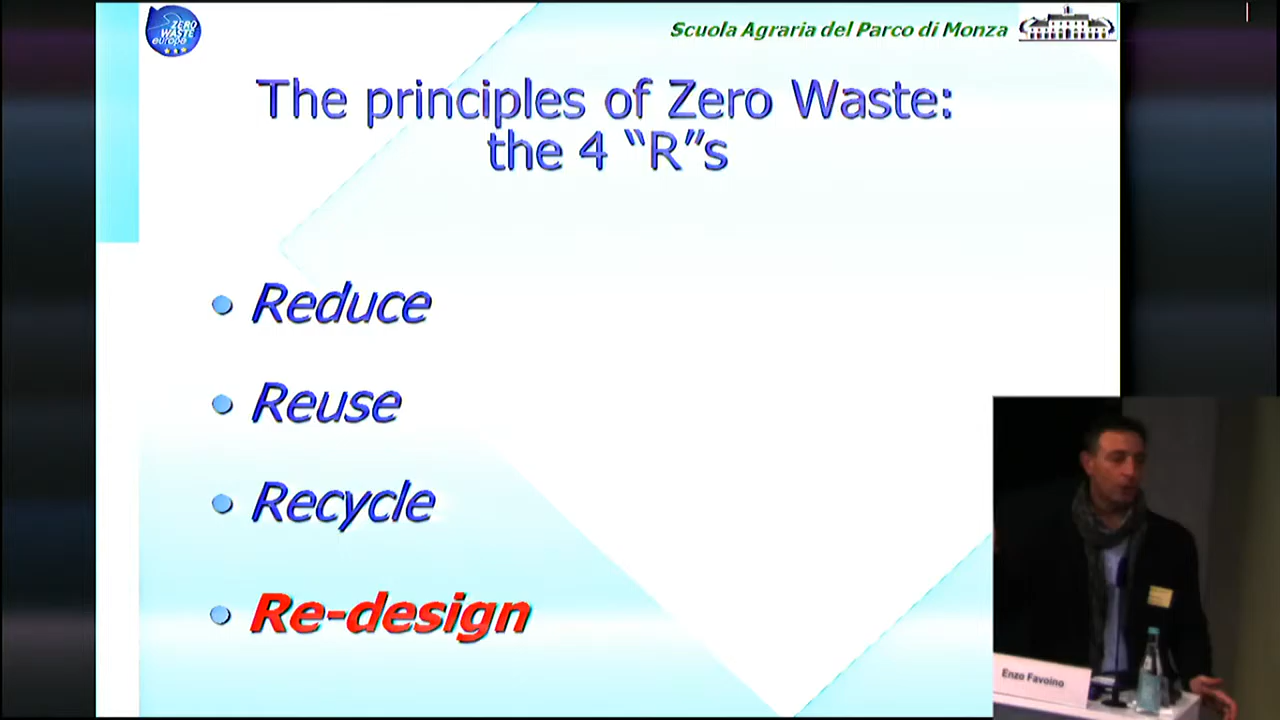 ZERO
WASTE
europe
Scuola Agraria del Parco di Monza
The principles of Zero Waste:
the 4 “R”s
• Reduce
• Reuse
• Recycle
• Re-design
Enzo Favoino